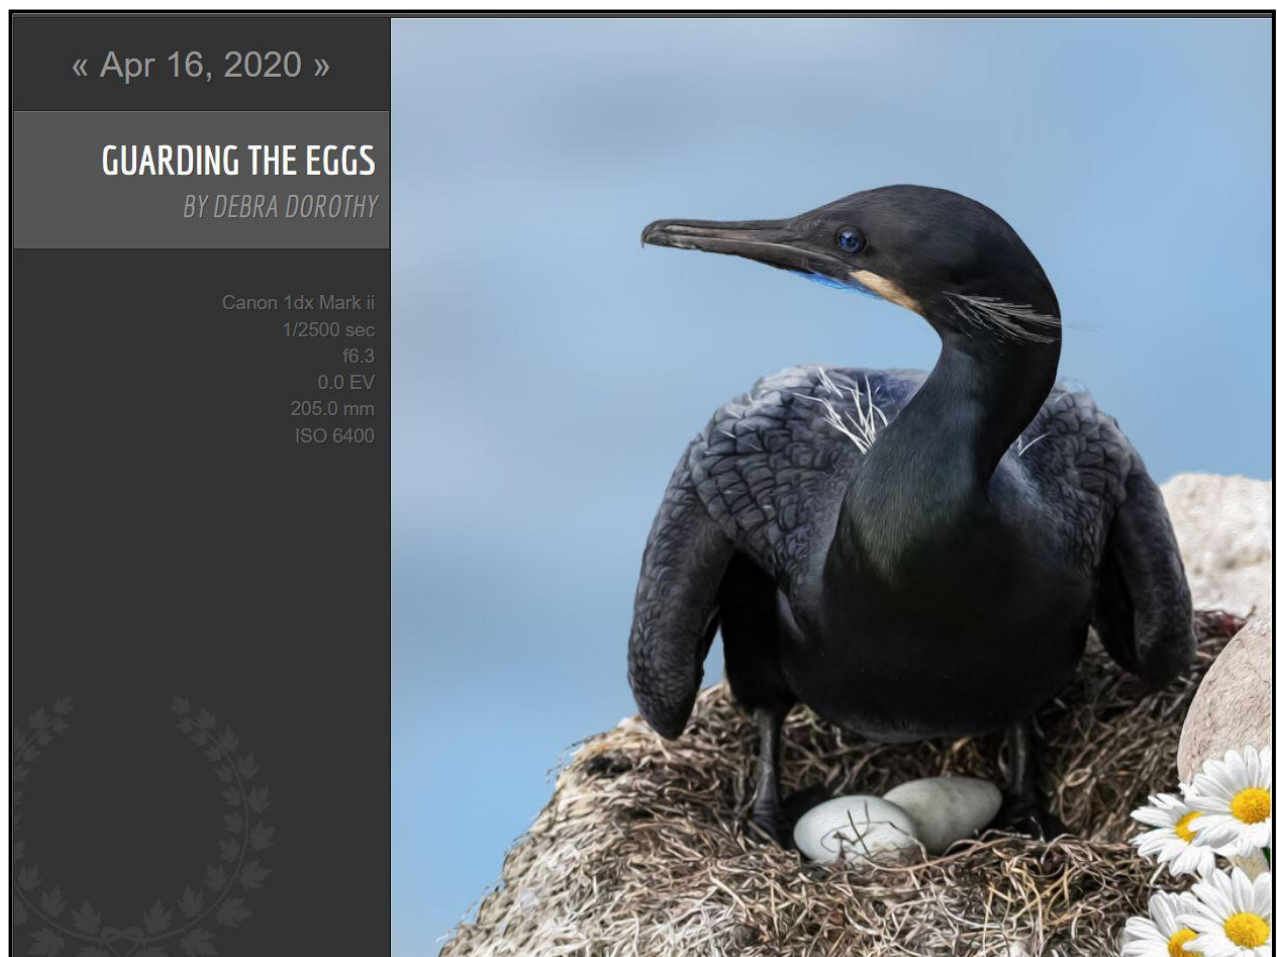 « Apr 16, 2020 »
GUARDING THE EGGS
BY DEBRA DOROTHY
Canon 1dx Mark ii
1/2500 sec
f6.3
0.0 EV
205.0 mm
ISO 6400